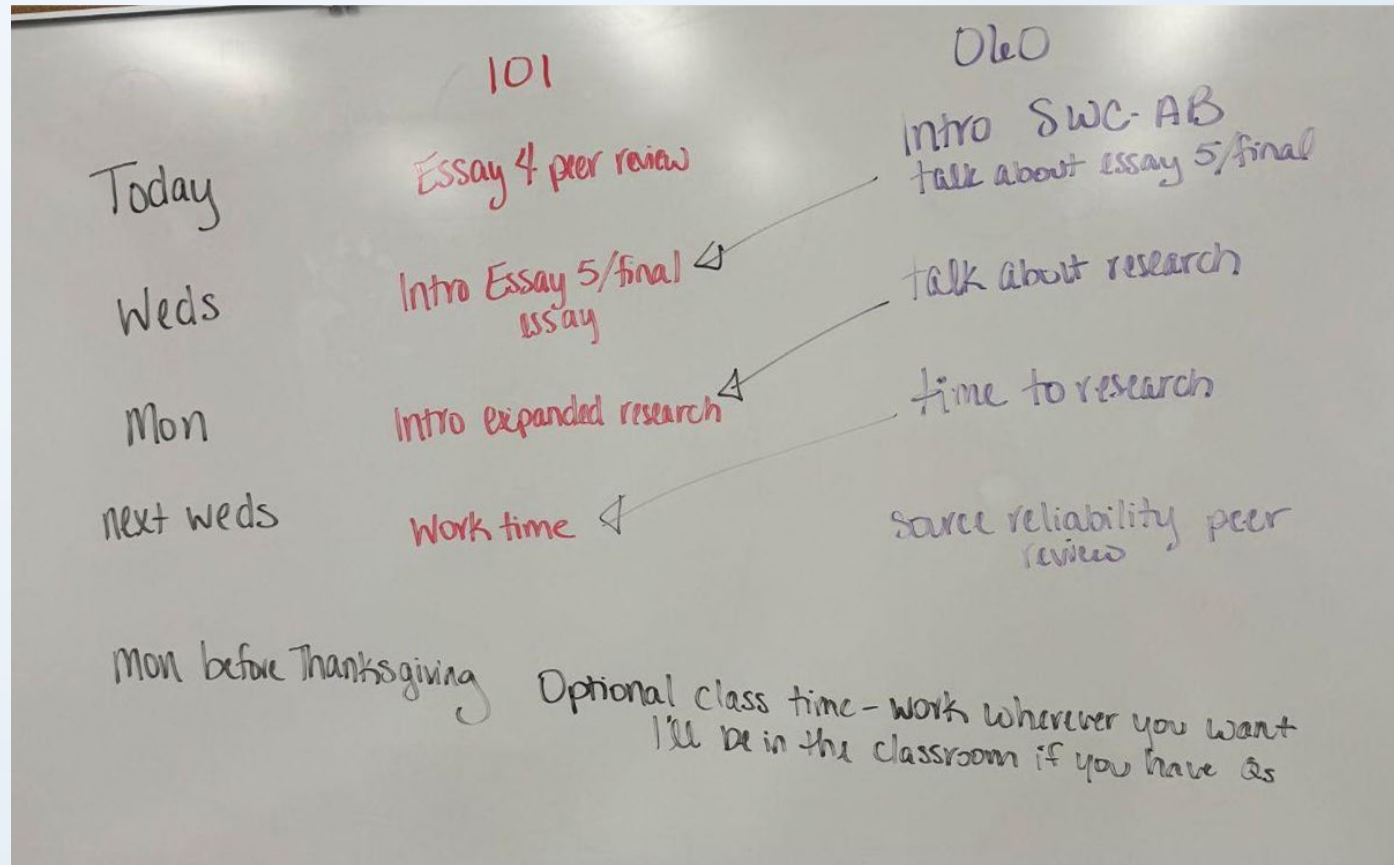 101
060
Today
Essay 4 peer review
Intro SWC-AB
talk about essay 5/final
Weds
Intro Essay 5/final
essay
talk about research
Mon
Intro expanded research
time to research
next weds
Work time
source reliability peer
review
Mon before Thanksgiving
Optional class time - work wherever you want
I'll be in the classroom if you have Qs